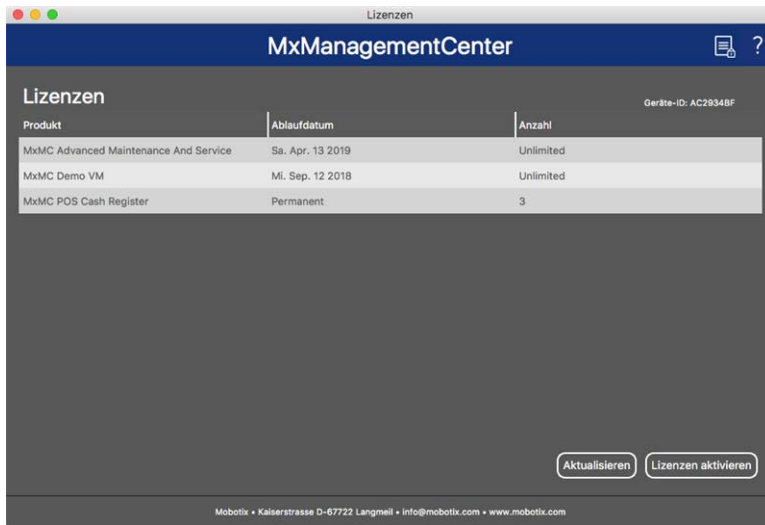 Lizenzen
MxManagementCenter
?
Lizenzen
Geräte-ID: AC2934BF
Produkt Ablaufdatum Anzahl
MxMC Advanced Maintenance And Service Sa. Apr. 13 2019 Unlimited
MxMC Demo VM Mi. Sep. 12 2018 Unlimited
MxMC POS Cash Register Permanent 3
Aktualisieren Lizenzen aktivieren
Mobotix • Kaiserstrasse D-67722 Langmeil • info@mobotix.com • www.mobotix.com